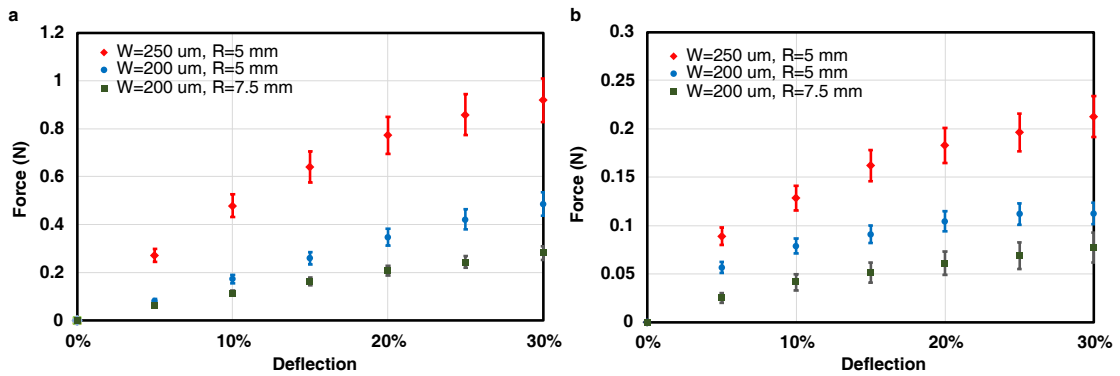 a
1.2
1
0.8
0.6
0.4
0.2
0
Force (N)
W=250 um, R=5 mm
W=200 um, R=5 mm
W=200 um, R=7.5 mm
0% 10% 20% 30%
Deflection
b
0.3
0.25
0.2
0.15
0.1
0.05
0
Force (N)
W=250 um, R=5 mm
W=200 um, R=5 mm
W=200 um, R=7.5 mm
0% 10% 20% 30%
Deflection